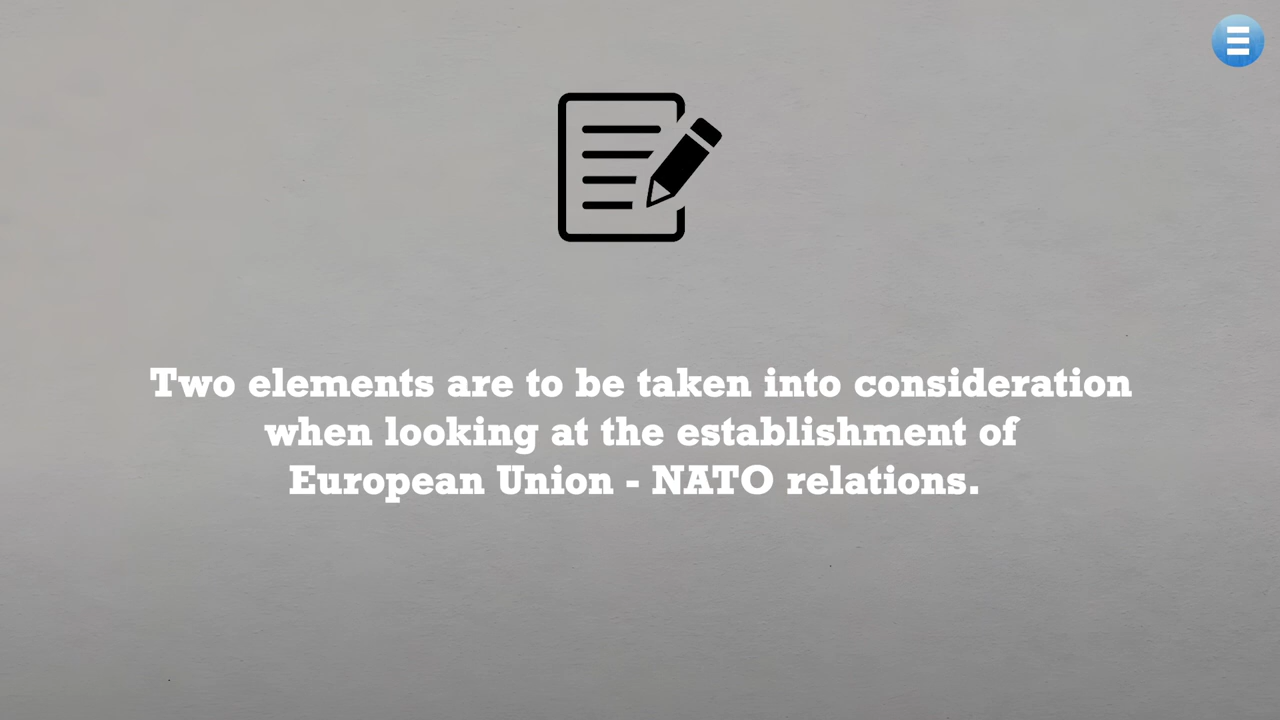 Two elements are to be taken into consideration
when looking at the establishment of
European Union - NATO relations.